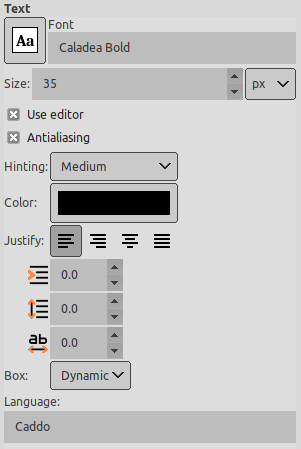 Text
Font
Aa
Caladea Bold
Size: 35 px
Use editor
Antialiasing
Hinting: Medium
Color:
Justify:
0.0
0.0
ab 0.0
Box: Dynamic
Language:
Caddo